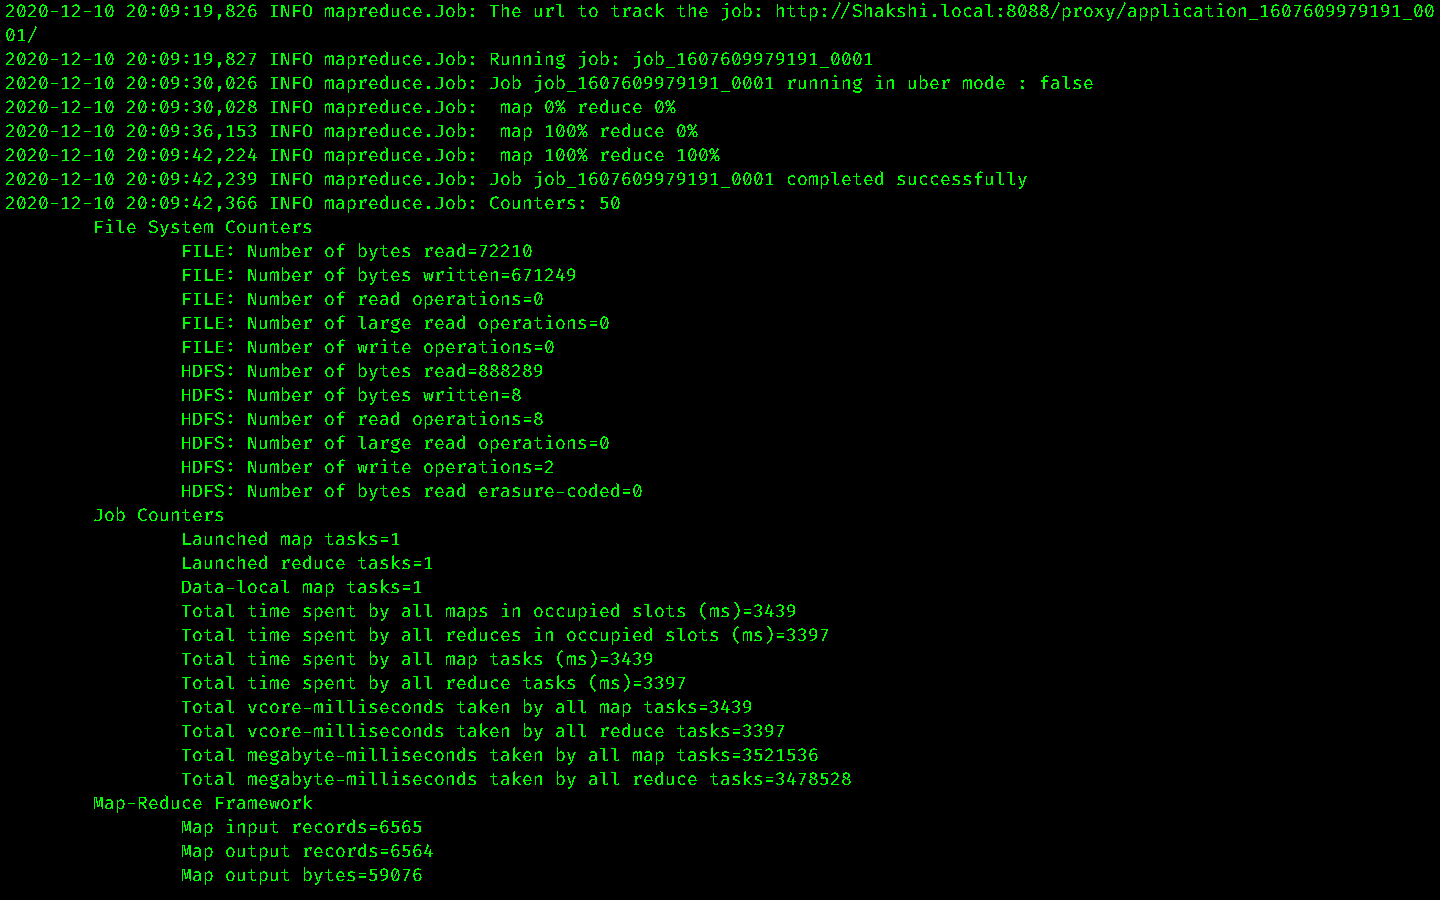 2020-12-10 20:09:19,826 INFO mapreduce.Job: The url to track the job: http://Shakshi.local:8088/proxy/application_1607609979191_00
01/
2020-12-10 20:09:19,827 INFO mapreduce.Job: Running job: job_1607609979191_0001
2020-12-10 20:09:30,026 INFO mapreduce.Job: Job job_1607609979191_0001 running in uber mode : false
2020-12-10 20:09:30,028 INFO mapreduce.Job:  map 0% reduce 0%
2020-12-10 20:09:36,153 INFO mapreduce.Job:  map 100% reduce 0%
2020-12-10 20:09:42,224 INFO mapreduce.Job:  map 100% reduce 100%
2020-12-10 20:09:42,239 INFO mapreduce.Job: Job job_1607609979191_0001 completed successfully
2020-12-10 20:09:42,366 INFO mapreduce.Job: Counters: 50
File System Counters
FILE: Number of bytes read=72210
FILE: Number of bytes written=671249
FILE: Number of read operations=0
FILE: Number of large read operations=0
FILE: Number of write operations=0
HDFS: Number of bytes read=888289
HDFS: Number of bytes written=8
HDFS: Number of read operations=8
HDFS: Number of large read operations=0
HDFS: Number of write operations=2
HDFS: Number of bytes read erasure-coded=0
Job Counters
Launched map tasks=1
Launched reduce tasks=1
Data-local map tasks=1
Total time spent by all maps in occupied slots (ms)=3439
Total time spent by all reduces in occupied slots (ms)=3397
Total time spent by all map tasks (ms)=3439
Total time spent by all reduce tasks (ms)=3397
Total vcore-milliseconds taken by all map tasks=3439
Total vcore-milliseconds taken by all reduce tasks=3397
Total megabyte-milliseconds taken by all map tasks=3521536
Total megabyte-milliseconds taken by all reduce tasks=3478528
Map-Reduce Framework
Map input records=6565
Map output records=6564
Map output bytes=59076